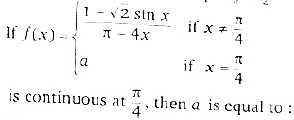 If f(x) = { (1 − √2 sin x)/(π − 4x) if x ≠ π/4
a if x = π/4
is continuous at π/4, then a is equal to :